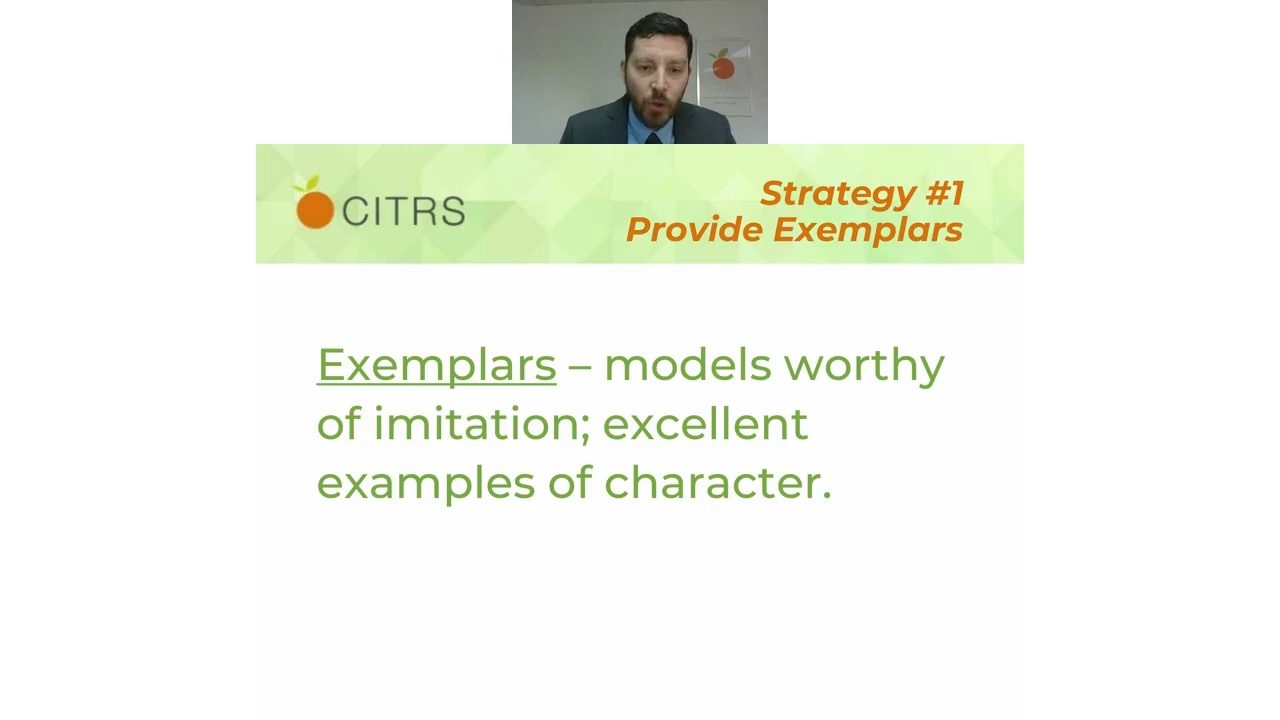 CITRS
Strategy #1
Provide Exemplars
Exemplars – models worthy
of imitation; excellent
examples of character.